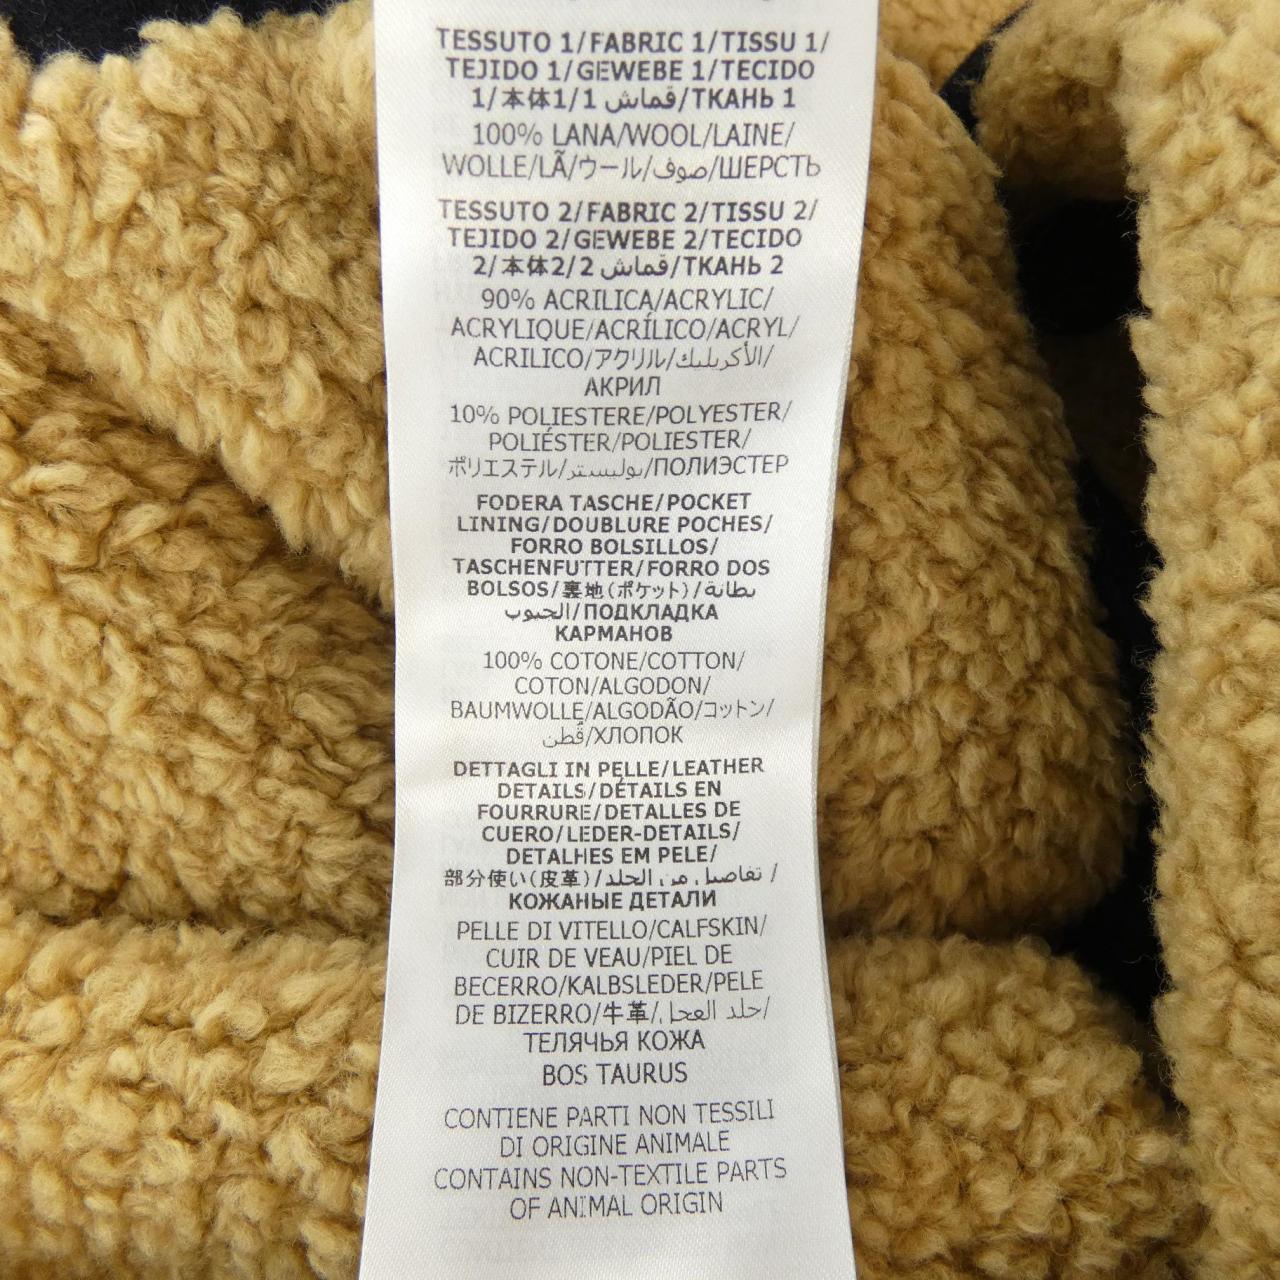 TESSUTO 1/FABRIC 1/TISSU 1/
TEJIDO 1/GEWEBE 1/TECIDO
1/本体1/1 قماش/ТКАНЬ 1
100% LANA/WOOL/LAINE/
WOLLE/LÃ/ウール/صوف/ШЕРСТЬ
TESSUTO 2/FABRIC 2/TISSU 2/
TEJIDO 2/GEWEBE 2/TECIDO
2/本体2/2 قماش/ТКАНЬ 2
90% ACRILICA/ACRYLIC/
ACRYLIQUE/ACRÍLICO/ACRYL/
ACRILICO/アクリル/الأكريليك/
АКРИЛ
10% POLIESTERE/POLYESTER/
POLIÉSTER/POLIESTER/
ポリエステル/بوليستر/ПОЛИЭСТЕР
FODERA TASCHE/POCKET
LINING/DOUBLURE POCHES/
FORRO BOLSILLOS/
TASCHENFUTTER/FORRO DOS
BOLSOS/裏地(ポケット)/بطانة
الجيوب/ПОДКЛАДКА
КАРМАНОВ
100% COTONE/COTTON/
COTON/ALGODON/
BAUMWOLLE/ALGODÃO/コットン/
قطن/ХЛОПОК
DETTAGLI IN PELLE/LEATHER
DETAILS/DÉTAILS EN
FOURRURE/DETALLES DE
CUERO/LEDER-DETAILS/
DETALHES EM PELE/
部分使い(皮革)/تفاصيل من الجلد/
КОЖАНЫЕ ДЕТАЛИ
PELLE DI VITELLO/CALFSKIN/
CUIR DE VEAU/PIEL DE
BECERRO/KALBSLEDER/PELE
DE BIZERRO/牛革/جلد العجل/
ТЕЛЯЧЬЯ КОЖА
BOS TAURUS
CONTIENE PARTI NON TESSILI
DI ORIGINE ANIMALE
CONTAINS NON-TEXTILE PARTS
OF ANIMAL ORIGIN